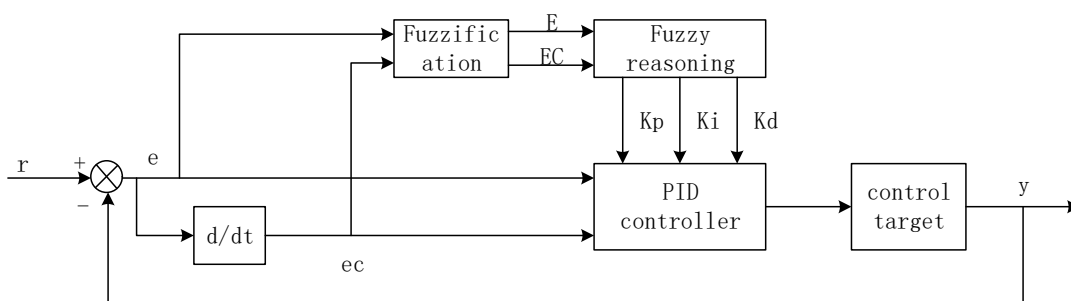 Fuzzific
ation
E
EC
Fuzzy
reasoning
Kp
Ki
Kd
r
+
−
e
d/dt
ec
PID
controller
control
target
y